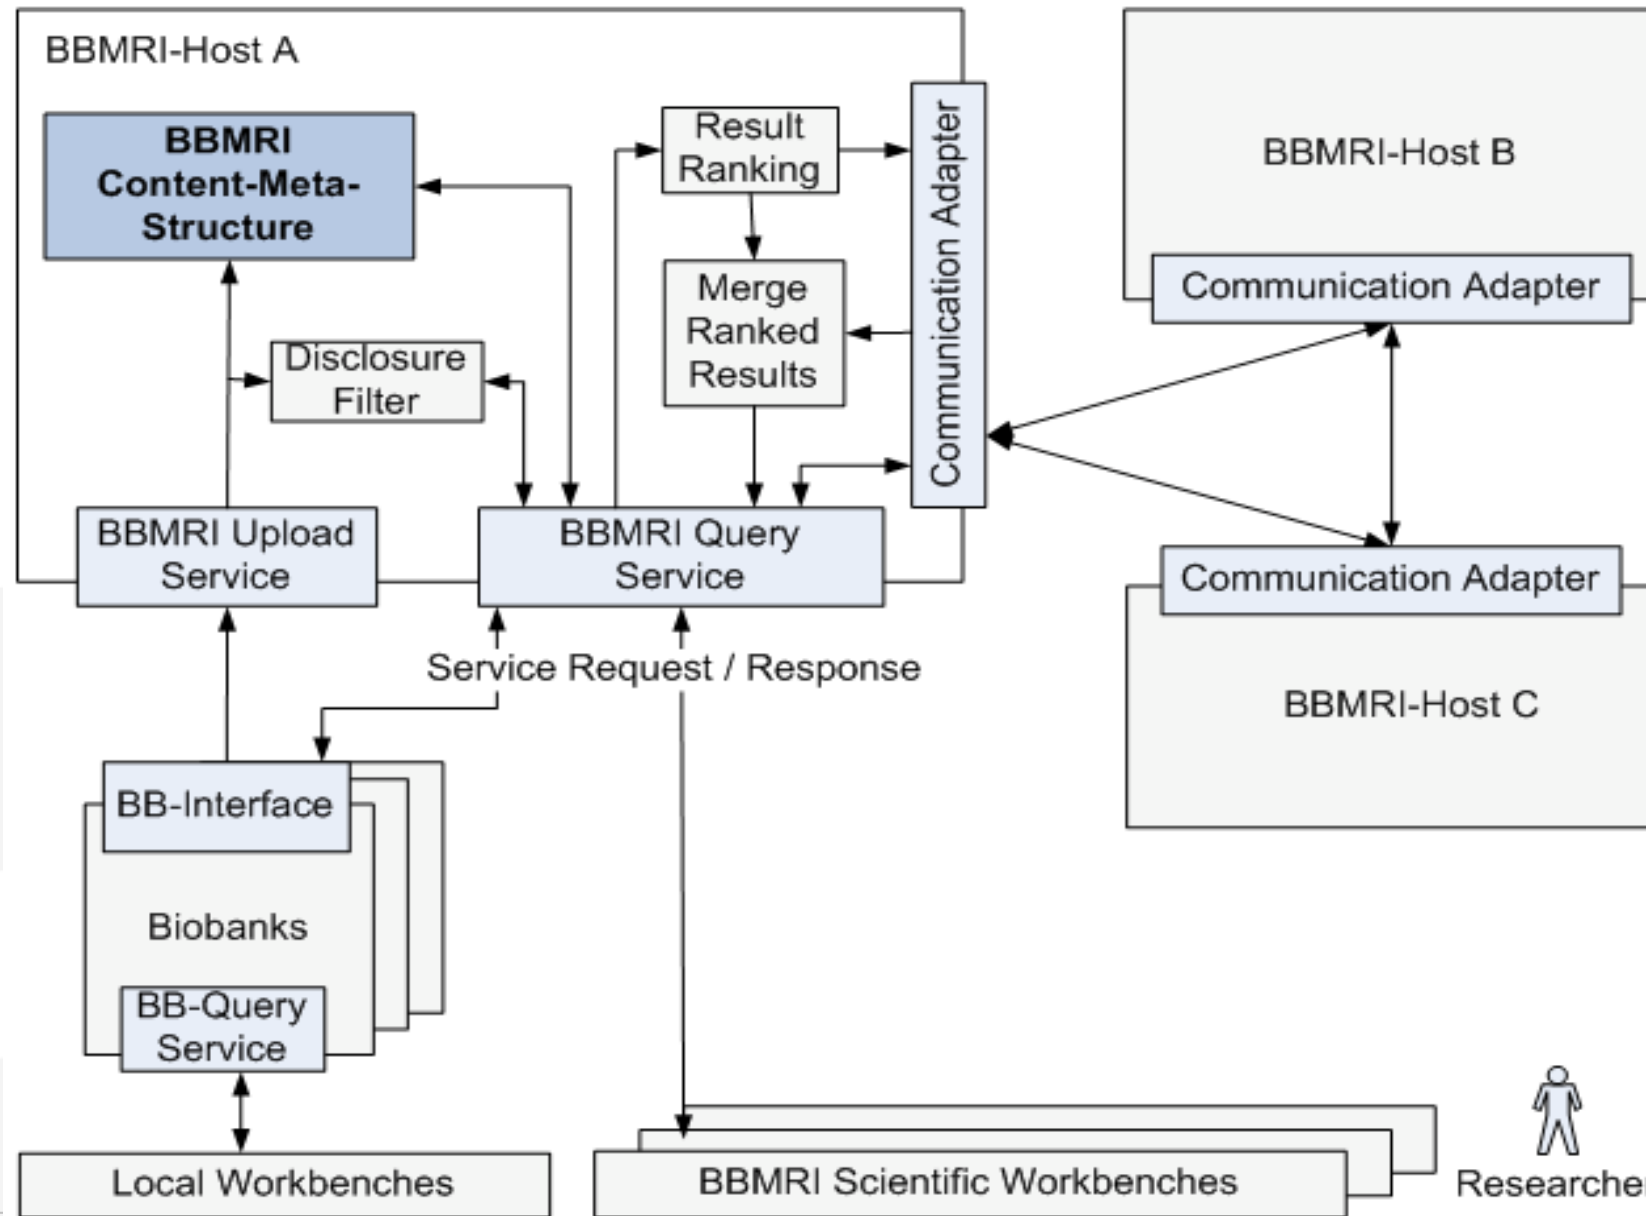 BBMRI-Host A
BBMRI
Content-Meta-
Structure
Result
Ranking
Merge
Ranked
Results
Disclosure
Filter
Communication Adapter
BBMRI-Host B
Communication Adapter
BBMRI Upload
Service
BBMRI Query
Service
Communication Adapter
BBMRI-Host C
Service Request / Response
BB-Interface
Biobanks
BB-Query
Service
Local Workbenches
BBMRI Scientific Workbenches
Researcher